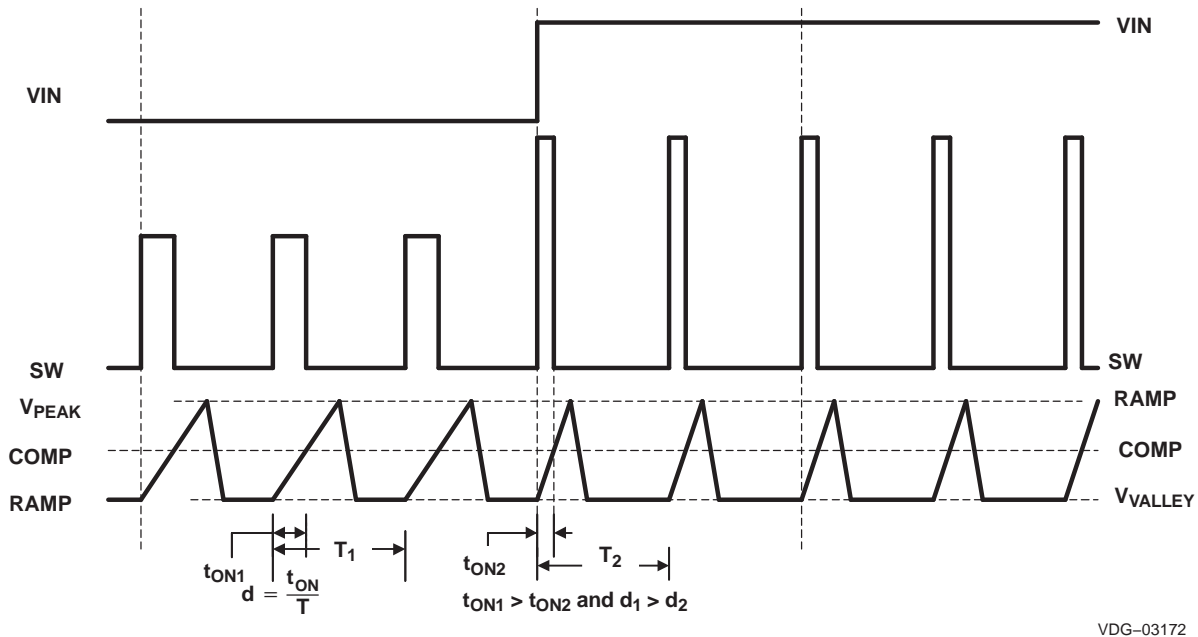 VIN
VIN
SW
SW
VPEAK
RAMP
COMP
COMP
RAMP
VVALLEY
tON1
T1
tON2
T2
d = tON
T
tON1 > tON2 and d1 > d2
VDG–03172